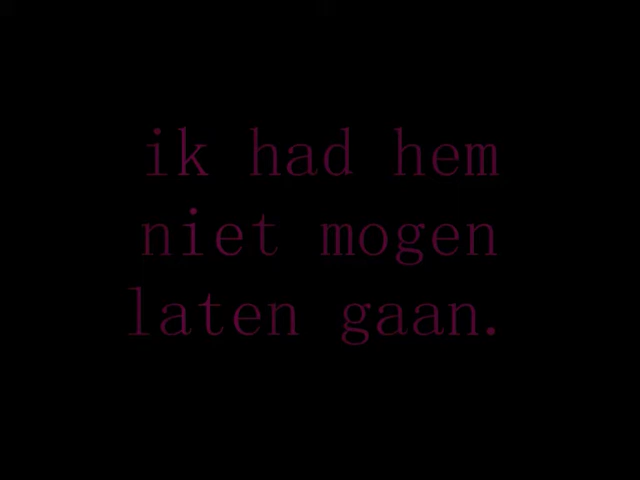 ik had hem
niet mogen
laten gaan.